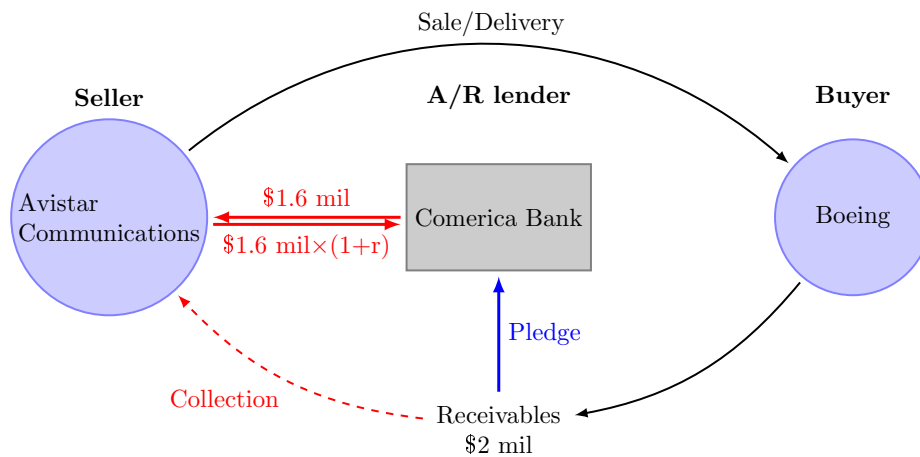 Sale/Delivery
Seller
A/R lender
Buyer
Avistar
Communications
$1.6 mil
$1.6 mil×(1+r)
Comerica Bank
Boeing
Pledge
Collection
Receivables
$2 mil